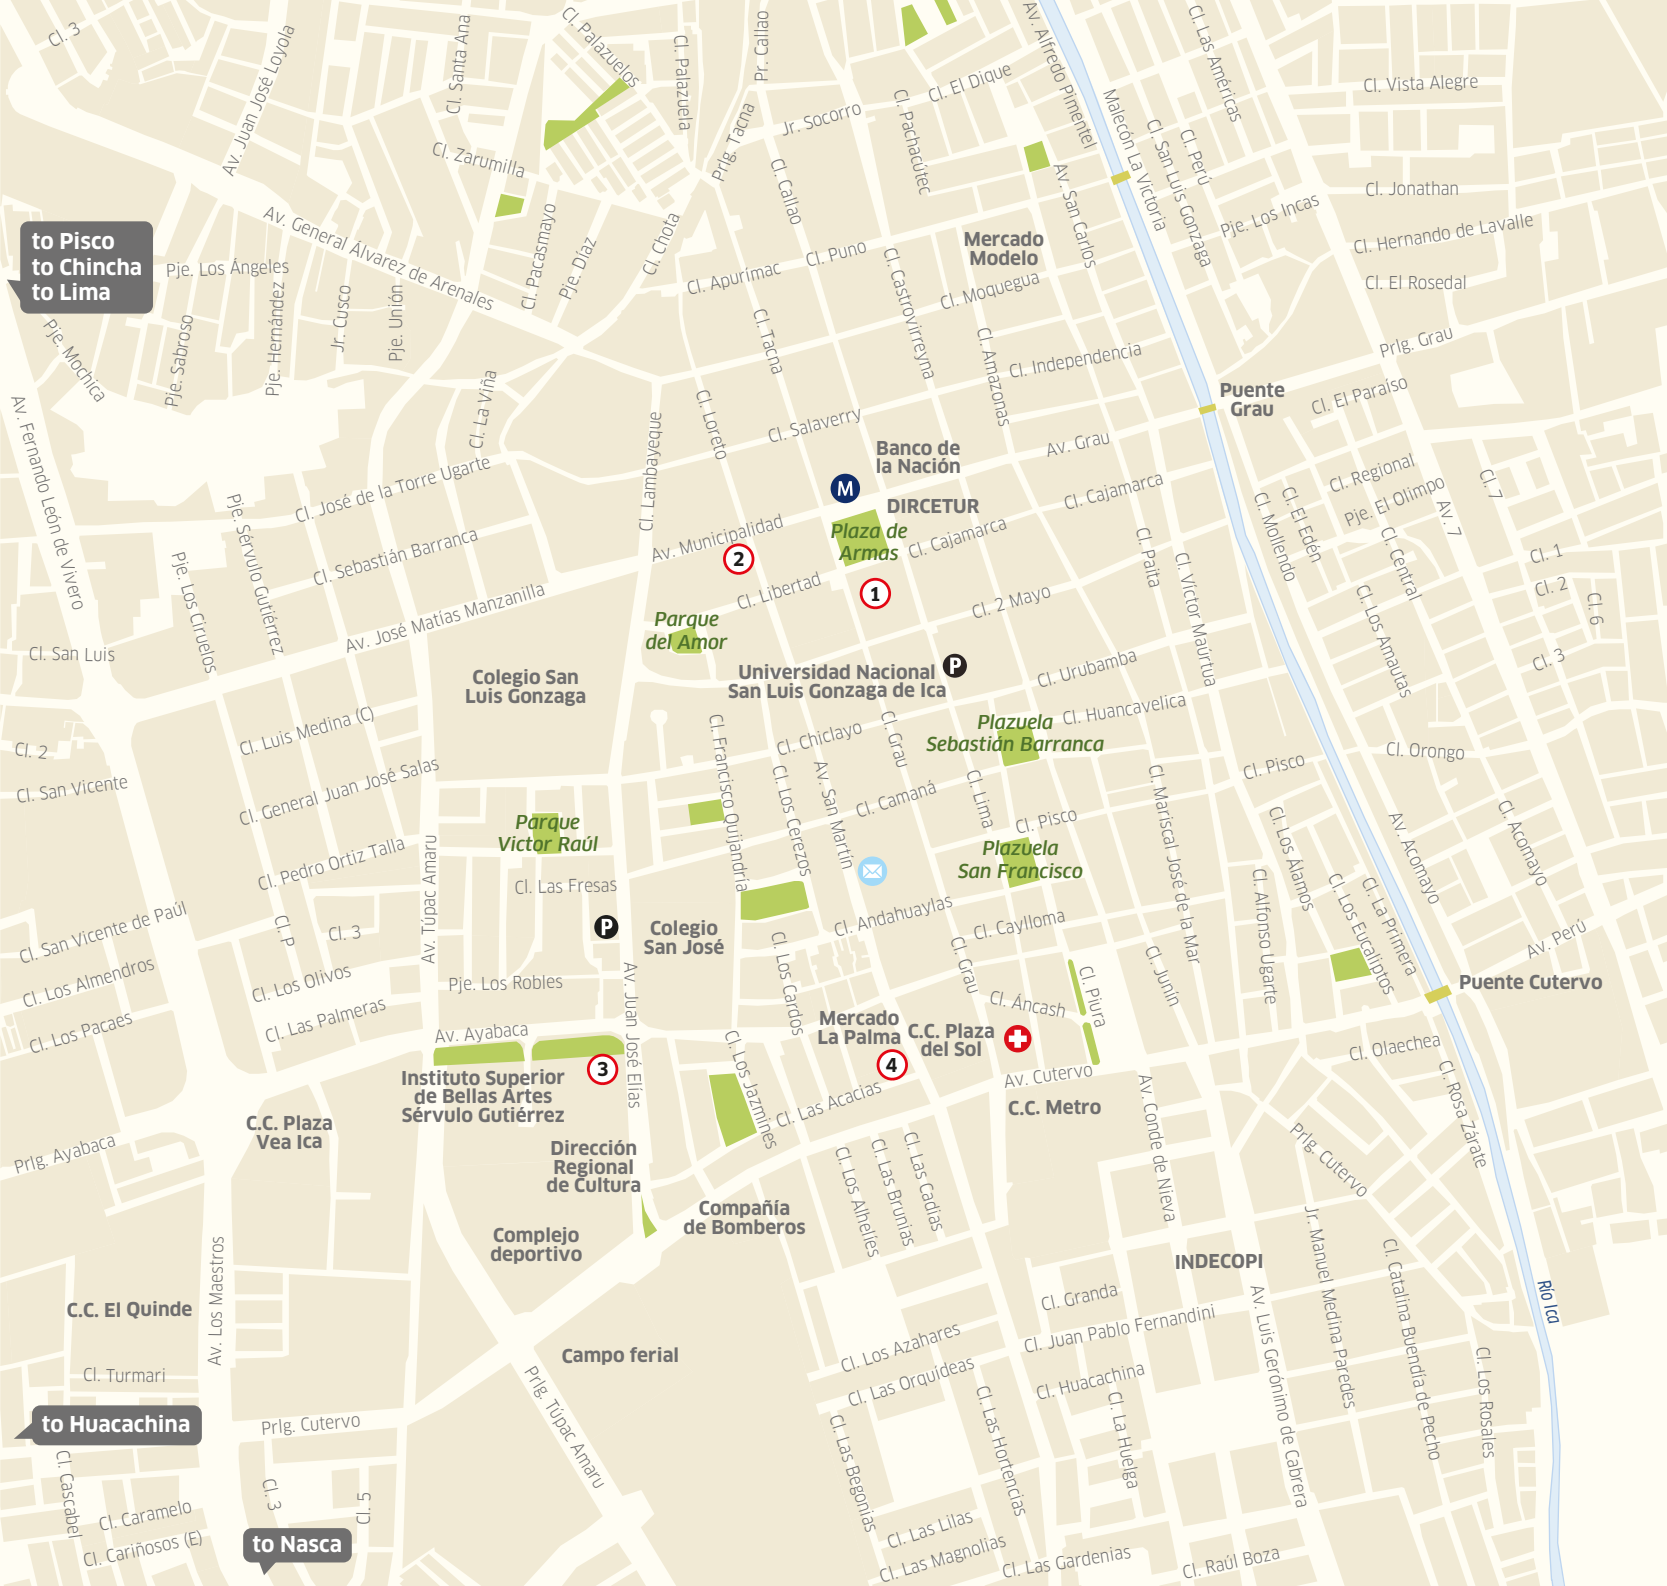 Cl. 3
Av. Juan José Loyola
Cl. Santa Ana
Cl. Palazuelos
Cl. Palazuela
Pr. Callao
Av. Alfredo Pimentel
Cl. Las Américas
Cl. Vista Alegre
Cl. El Dique
Jr. Socorro
Cl. Pachacútec
Prlg. Tacna
Cl. Zarumilla
Malecón La Victoria
Cl. San Luis Gonzaga
Cl. Perú
Cl. Jonathan
Pje. Los Incas
Cl. Hernando de Lavalle
Cl. El Rosedal
Cl. Callao
Av. San Carlos
Mercado
Modelo
Av. General Álvarez de Arenales
Cl. Pacasmayo
Pje. Díaz
Cl. Chota
Cl. Apurímac
Cl. Puno
Cl. Castrovirreyna
Cl. Moquegua
to Pisco
to Chincha
to Lima
Pje. Los Ángeles
Pje. Hernández
Jr. Cusco
Pje. Unión
Pje. Sabroso
Pje. Mochica
Cl. Tacna
Cl. Amazonas
Cl. Independencia
Prlg. Grau
Puente
Grau
Cl. El Paraíso
Av. Fernando León de Vivero
Cl. La Viña
Cl. Lambayeque
Cl. Loreto
Cl. Salaverry
Banco de
la Nación
Av. Grau
Cl. José de la Torre Ugarte
Pje. Sérvulo Gutiérrez
M
DIRCETUR
Cl. Cajamarca
Cl. Regional
Pje. El Olimpo
Cl. 7
Av. 7
Cl. El Edén
Cl. Mollendo
Cl. Central
Cl. 1
Cl. 2
Cl. 6
Cl. 3
Plaza de
Armas
Cl. Cajamarca
Av. Municipalidad
2
Cl. Libertad
1
Cl. Sebastián Barranca
Pje. Los Ciruelos
Av. José Matías Manzanilla
Cl. 2 Mayo
Cl. Paita
Cl. Víctor Maúrtua
Cl. Los Amautas
Parque
del Amor
Cl. San Luis
Colegio San
Luis Gonzaga
Universidad Nacional
San Luis Gonzaga de Ica
P
Cl. Urubamba
Cl. Huancavelica
Cl. Luis Medina (C)
Cl. 2
Cl. San Vicente
Cl. General Juan José Salas
Cl. Francisco Quijandría
Cl. Chiclayo
Cl. Grau
Plazuela
Sebastián Barranca
Cl. Orongo
Cl. Pisco
Cl. Los Cerezos
Av. San Martín
Cl. Camaná
Cl. Lima
Cl. Pisco
Cl. Mariscal José de la Mar
Cl. Los Álamos
Av. Acomayo
Cl. Acomayo
Parque
Victor Raúl
Plazuela
San Francisco
Cl. Pedro Ortiz Talla
Av. Túpac Amaru
Cl. Las Fresas
Cl. Alfonso Ugarte
Cl. Los Eucaliptos
Cl. La Primera
Av. Perú
Cl. San Vicente de Paúl
Cl. P
Cl. 3
P
Colegio
San José
Cl. Andahuaylas
Cl. Caylloma
Cl. Los Almendros
Cl. Los Olivos
Pje. Los Robles
Av. Juan José Elías
Cl. Los Cardos
Cl. Grau
Cl. Piura
Cl. Junín
Puente Cutervo
Cl. Los Pacaes
Cl. Las Palmeras
Av. Ayabaca
Cl. Áncash
Mercado
La Palma
C.C. Plaza
del Sol
4
3
Cl. Los Jazmines
Cl. Olaechea
Av. Cutervo
Cl. Las Acacias
C.C. Metro
Instituto Superior
de Bellas Artes
Sérvulo Gutiérrez
C.C. Plaza
Vea Ica
Cl. Rosa Zárate
Prlg. Ayabaca
Dirección
Regional
de Cultura
Av. Conde de Nieva
Prlg. Cutervo
Cl. Los Alhelíes
Cl. Las Brunias
Cl. Las Cadias
Compañía
de Bomberos
Complejo
deportivo
INDECOPI
Jr. Manuel Medina Paredes
Cl. Catalina Buendía de Pecho
Río Ica
Av. Los Maestros
C.C. El Quinde
Cl. Granda
Cl. Juan Pablo Fernandini
Av. Luis Gerónimo de Cabrera
Cl. Los Azahares
Cl. Las Orquídeas
Campo ferial
Cl. Turmari
Cl. Huacachina
Cl. Los Rosales
Prlg. Túpac Amaru
to Huacachina
Prlg. Cutervo
Cl. Las Begonias
Cl. Las Hortencias
Cl. La Huelga
Cl. Cascabel
Cl. 3
Cl. 5
Cl. Caramelo
Cl. Cariñosos (E)
to Nasca
Cl. Las Lilas
Cl. Las Magnolias
Cl. Las Gardenias
Cl. Raúl Boza